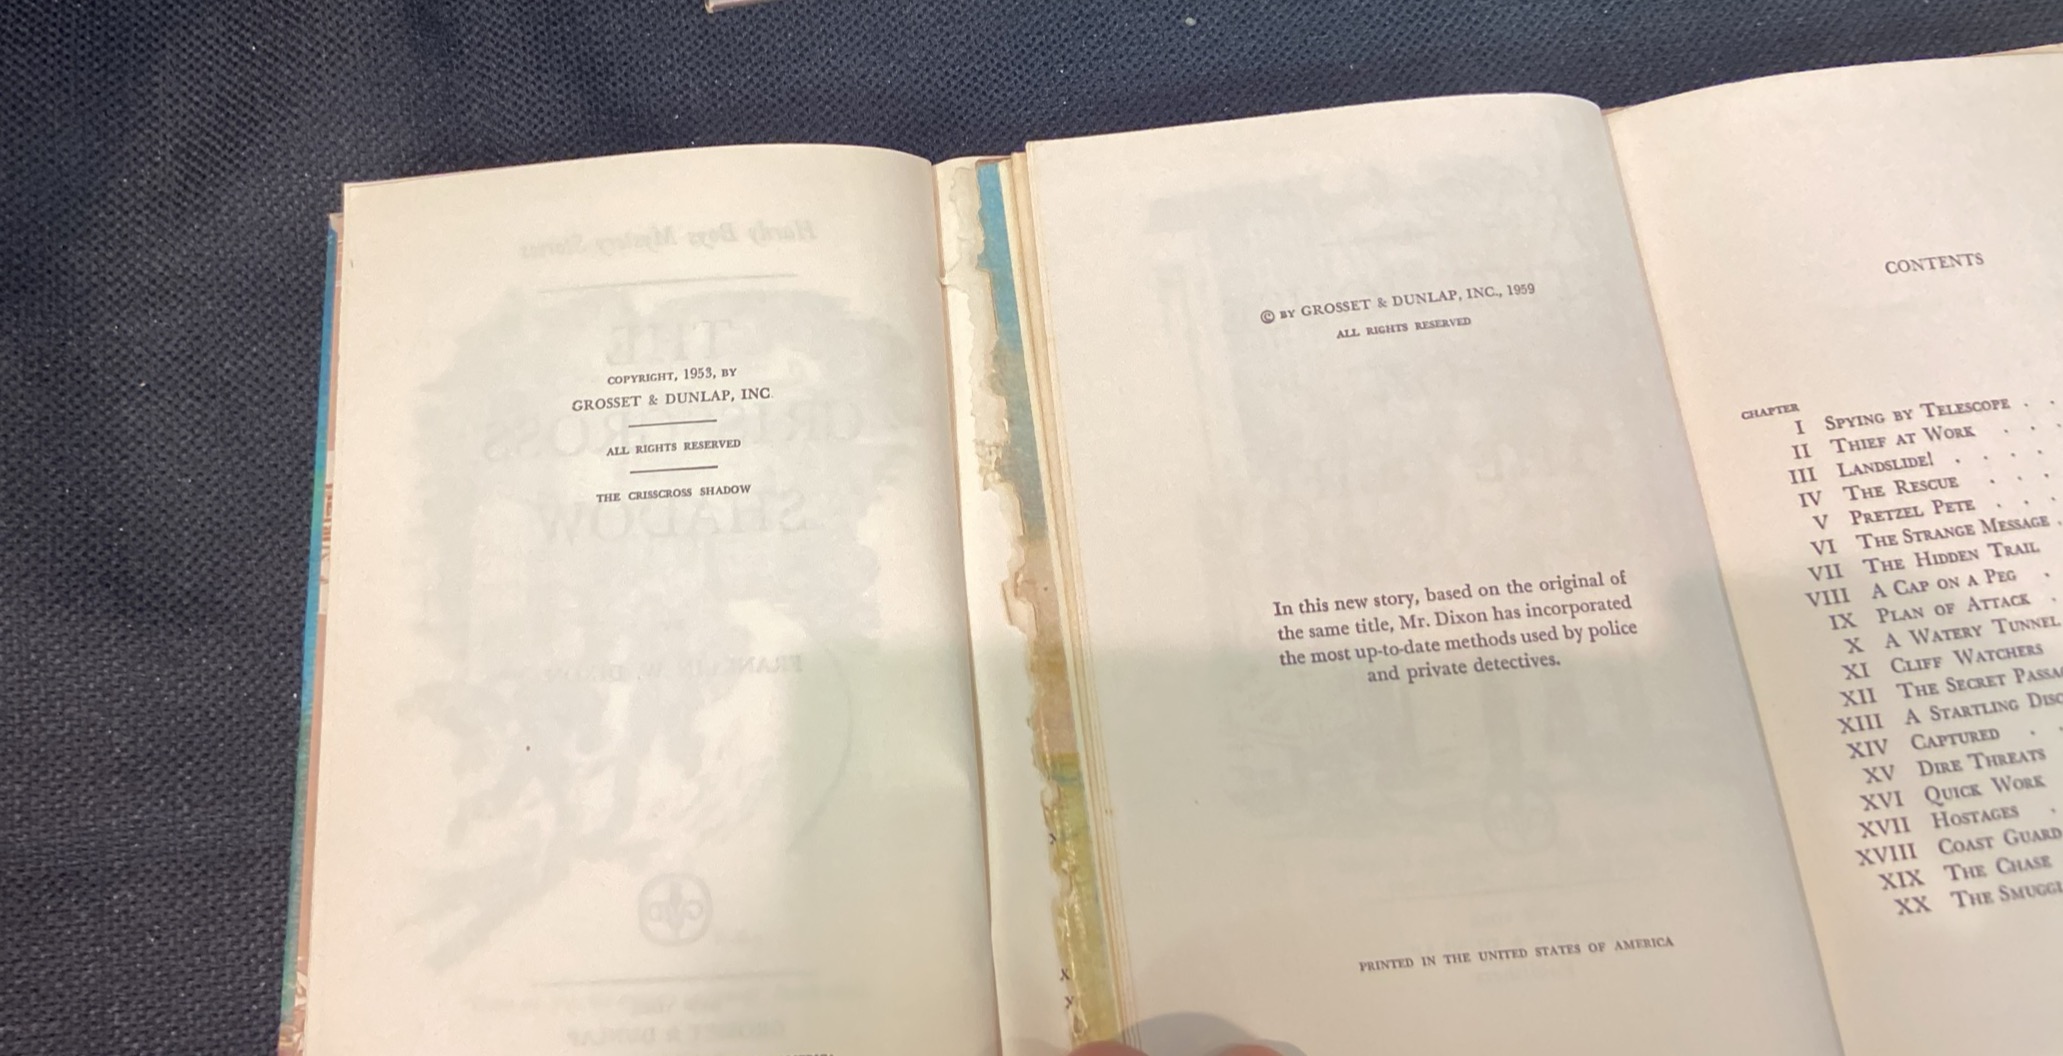 COPYRIGHT, 1953, BY
GROSSET & DUNLAP, INC.
ALL RIGHTS RESERVED
THE CRISSCROSS SHADOW
© BY GROSSET & DUNLAP, INC., 1959
ALL RIGHTS RESERVED
In this new story, based on the original of
the same title, Mr. Dixon has incorporated
the most up-to-date methods used by police
and private detectives.
PRINTED IN THE UNITED STATES OF AMERICA
CONTENTS
CHAPTER
I SPYING BY TELESCOPE . .
II THIEF AT WORK . . .
III LANDSLIDE! . . . .
IV THE RESCUE . . .
V PRETZEL PETE . . .
VI THE STRANGE MESSAGE .
VII THE HIDDEN TRAIL
VIII A CAP ON A PEG .
IX PLAN OF ATTACK .
X A WATERY TUNNEL
XI CLIFF WATCHERS
XII THE SECRET
XIII A STARTLING
XIV CAPTURED . .
XV DIRE THREATS
XVI QUICK WORK
XVII HOSTAGES .
XVIII COAST GUARD
XIX THE CHASE
XX THE